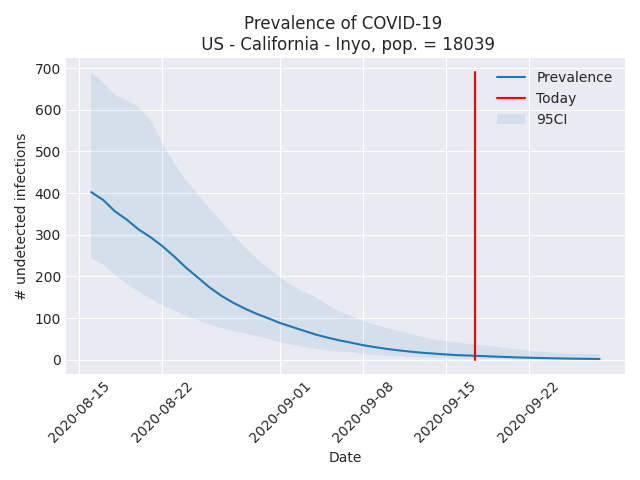 Prevalence of COVID-19
US - California - Inyo, pop. = 18039
700
600
500
400
300
200
100
0
# undetected infections
Prevalence
Today
95CI
2020-08-15
2020-08-22
2020-09-01
2020-09-08
2020-09-15
2020-09-22
Date